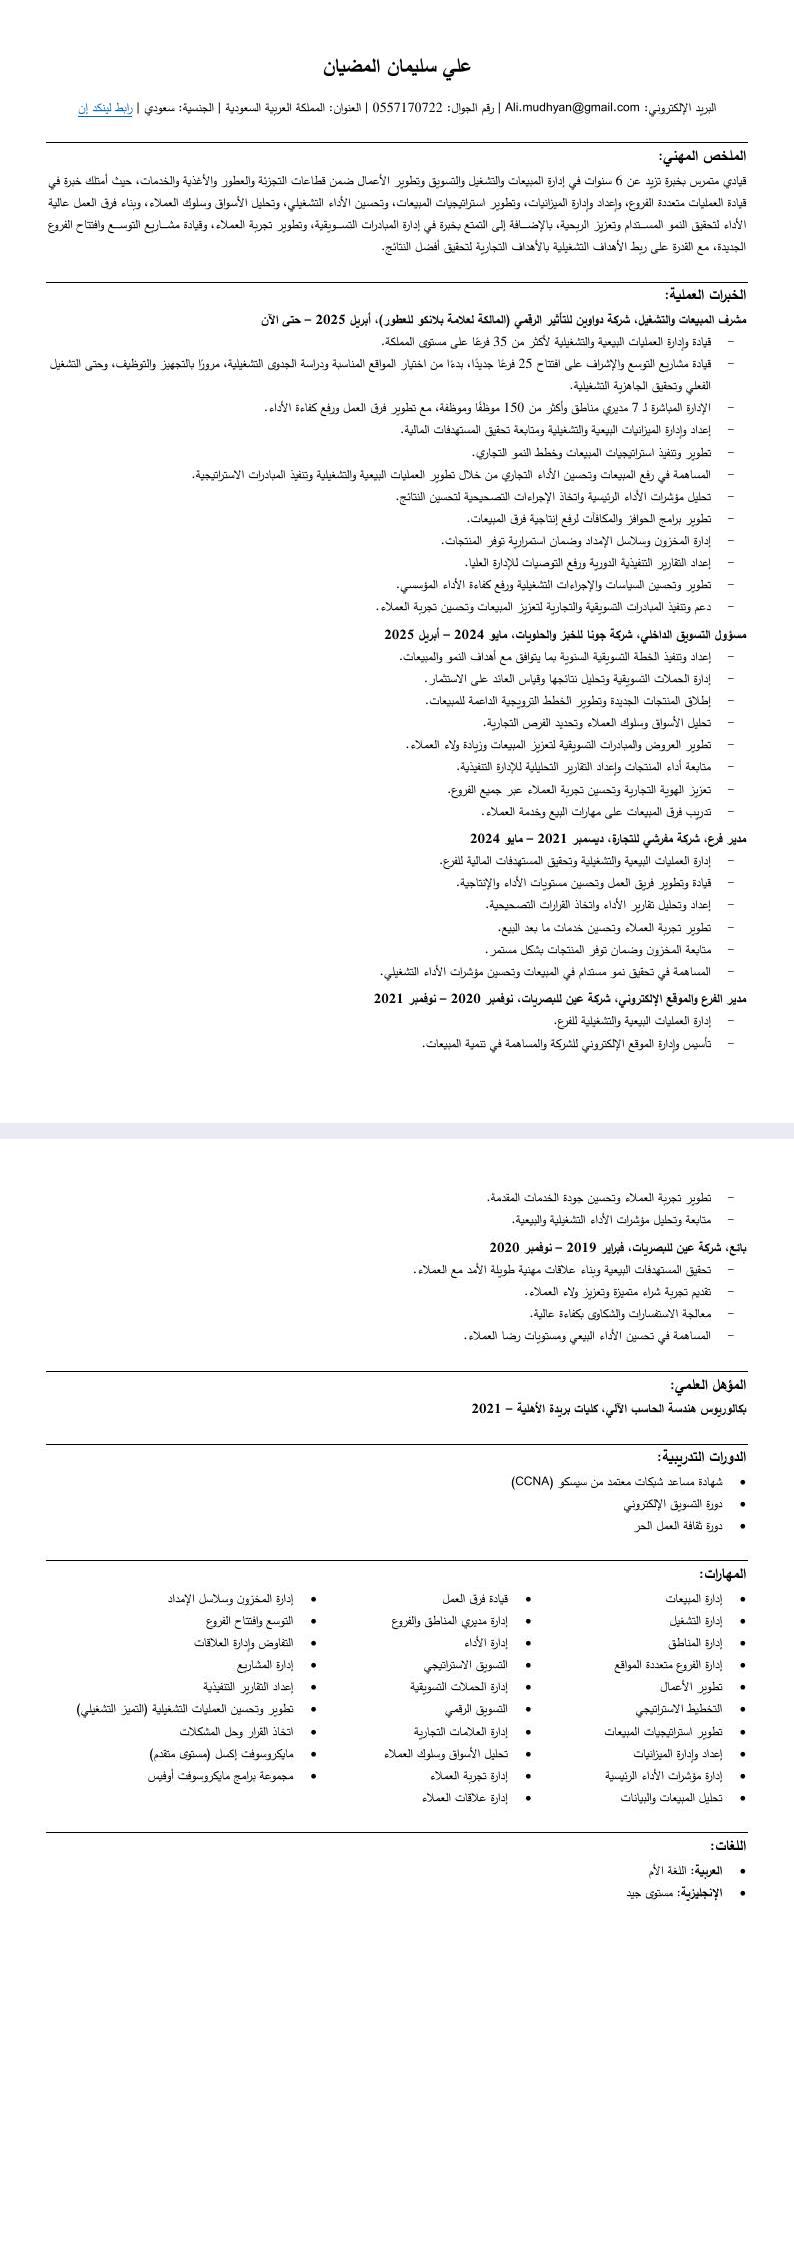 علي سليمان المضيان
البريد الإلكتروني: Ali.mudhyan@gmail.com | رقم الجوال: 0557170722 | العنوان: المملكة العربية السعودية | الجنسية: سعودي | رابط لينكد إن
الملخص المهني:
قيادي متمرس بخبرة تزيد عن 6 سنوات في إدارة المبيعات والتشغيل والتسويق وتطوير الأعمال ضمن قطاعات التجزئة والعطور والأغذية والخدمات، حيث أمتلك خبرة في
قيادة العمليات متعددة الفروع، وإعداد وإدارة الميزانيات، وتطوير استراتيجيات المبيعات، وتحسين الأداء التشغيلي، وتحليل الأسواق وسلوك العملاء، وبناء فرق العمل عالية
الأداء لتحقيق النمو المستدام وتعزيز الربحية، بالإضافة إلى التمتع بخبرة في إدارة المبادرات التسويقية، وتطوير تجربة العملاء، وقيادة مشاريع التوسع وافتتاح الفروع
الجديدة، مع القدرة على ربط الأهداف التشغيلية بالأهداف التجارية لتحقيق أفضل النتائج.
الخبرات العملية:
مشرف المبيعات والتشغيل، شركة دواوين للتأثير الرقمي (المالكة لعلامة بلانكو للعطور)، أبريل 2025 – حتى الآن
– قيادة وإدارة العمليات البيعية والتشغيلية لأكثر من 35 فرعًا على مستوى المملكة.
– قيادة مشاريع التوسع والإشراف على افتتاح 25 فرعًا جديدًا، بدءًا من اختيار المواقع المناسبة ودراسة الجدوى التشغيلية، مرورًا بالتجهيز والتوظيف، وحتى التشغيل
الفعلي وتحقيق الجاهزية التشغيلية.
– الإدارة المباشرة لـ 7 مديري مناطق وأكثر من 150 موظفًا وموظفة، مع تطوير فرق العمل ورفع كفاءة الأداء.
– إعداد وإدارة الميزانيات البيعية والتشغيلية ومتابعة تحقيق المستهدفات المالية.
– تطوير وتنفيذ استراتيجيات المبيعات وخطط النمو التجاري.
– المساهمة في رفع المبيعات وتحسين الأداء التجاري من خلال تطوير العمليات البيعية والتشغيلية وتنفيذ المبادرات الاستراتيجية.
– تحليل مؤشرات الأداء الرئيسية واتخاذ الإجراءات التصحيحية لتحسين النتائج.
– تطوير برامج الحوافز والمكافآت لرفع إنتاجية فرق المبيعات.
– إدارة المخزون وسلاسل الإمداد وضمان استمرارية توفر المنتجات.
– إعداد التقارير التنفيذية الدورية ورفع التوصيات للإدارة العليا.
– تطوير وتحسين السياسات والإجراءات التشغيلية ورفع كفاءة الأداء المؤسسي.
– دعم وتنفيذ المبادرات التسويقية والتجارية لتعزيز المبيعات وتحسين تجربة العملاء.
مسؤول التسويق الداخلي، شركة جونا للخبز والحلويات، مايو 2024 – أبريل 2025
– إعداد وتنفيذ الخطة التسويقية السنوية بما يتوافق مع أهداف النمو والمبيعات.
– إدارة الحملات التسويقية وتحليل نتائجها وقياس العائد على الاستثمار.
– إطلاق المنتجات الجديدة وتطوير الخطط الترويجية الداعمة للمبيعات.
– تحليل الأسواق وسلوك العملاء وتحديد الفرص التجارية.
– تطوير العروض والمبادرات التسويقية لتعزيز المبيعات وزيادة ولاء العملاء.
– متابعة أداء المنتجات وإعداد التقارير التحليلية للإدارة التنفيذية.
– تعزيز الهوية التجارية وتحسين تجربة العملاء عبر جميع الفروع.
– تدريب فرق المبيعات على مهارات البيع وخدمة العملاء.
مدير فرع، شركة مفرشي للتجارة، ديسمبر 2021 – مايو 2024
– إدارة العمليات البيعية والتشغيلية وتحقيق المستهدفات المالية للفرع.
– قيادة وتطوير فريق العمل وتحسين مستويات الأداء والإنتاجية.
– إعداد وتحليل تقارير الأداء واتخاذ القرارات التصحيحية.
– تطوير تجربة العملاء وتحسين خدمات ما بعد البيع.
– متابعة المخزون وضمان توفر المنتجات بشكل مستمر.
– المساهمة في تحقيق نمو مستدام في المبيعات وتحسين مؤشرات الأداء التشغيلي.
مدير الفرع والموقع الإلكتروني، شركة عين للبصريات، نوفمبر 2020 – نوفمبر 2021
– إدارة العمليات البيعية والتشغيلية للفرع.
– تأسيس وإدارة الموقع الإلكتروني للشركة والمساهمة في تنمية المبيعات.
– تطوير تجربة العملاء وتحسين جودة الخدمات المقدمة.
– متابعة وتحليل مؤشرات الأداء التشغيلية والبيعية.
بائع، شركة عين للبصريات، فبراير 2019 – نوفمبر 2020
– تحقيق المستهدفات البيعية وبناء علاقات مهنية طويلة الأمد مع العملاء.
– تقديم تجربة شراء متميزة وتعزيز ولاء العملاء.
– معالجة الاستفسارات والشكاوى بكفاءة عالية.
– المساهمة في تحسين الأداء البيعي ومستويات رضا العملاء.
المؤهل العلمي:
بكالوريوس هندسة الحاسب الآلي، كليات بريدة الأهلية – 2021
الدورات التدريبية:
• شهادة مساعد شبكات معتمد من سيسكو (CCNA)
• دورة التسويق الإلكتروني
• دورة ثقافة العمل الحر
المهارات:
• إدارة المبيعات
• إدارة التشغيل
• إدارة المناطق
• إدارة الفروع متعددة المواقع
• تطوير الأعمال
• التخطيط الاستراتيجي
• تطوير استراتيجيات المبيعات
• إعداد وإدارة الميزانيات
• إدارة مؤشرات الأداء الرئيسية
• تحليل المبيعات والبيانات
• قيادة فرق العمل
• إدارة مديري المناطق والفروع
• إدارة الأداء
• التسويق الاستراتيجي
• إدارة الحملات التسويقية
• التسويق الرقمي
• إدارة العلامات التجارية
• تحليل الأسواق وسلوك العملاء
• إدارة تجربة العملاء
• إدارة علاقات العملاء
• إدارة المخزون وسلاسل الإمداد
• التوسع وافتتاح الفروع
• التفاوض وإدارة العلاقات
• إدارة المشاريع
• إعداد التقارير التنفيذية
• تطوير وتحسين العمليات التشغيلية (التميز التشغيلي)
• اتخاذ القرار وحل المشكلات
• مايكروسوفت إكسل (مستوى متقدم)
• مجموعة برامج مايكروسوفت أوفيس
اللغات:
• العربية: اللغة الأم
• الإنجليزية: مستوى جيد